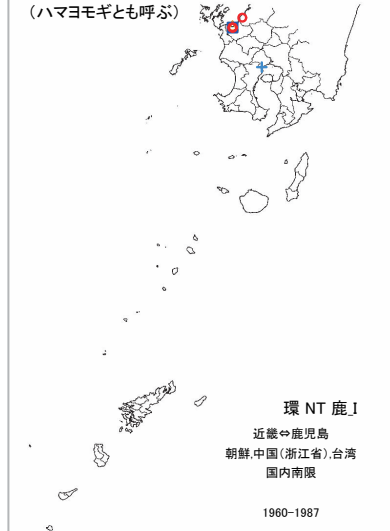 (ハマヨモギとも呼ぶ)
環 NT 鹿_I
近畿⇔鹿児島
朝鮮,中国(浙江省),台湾
国内南限
1960-1987